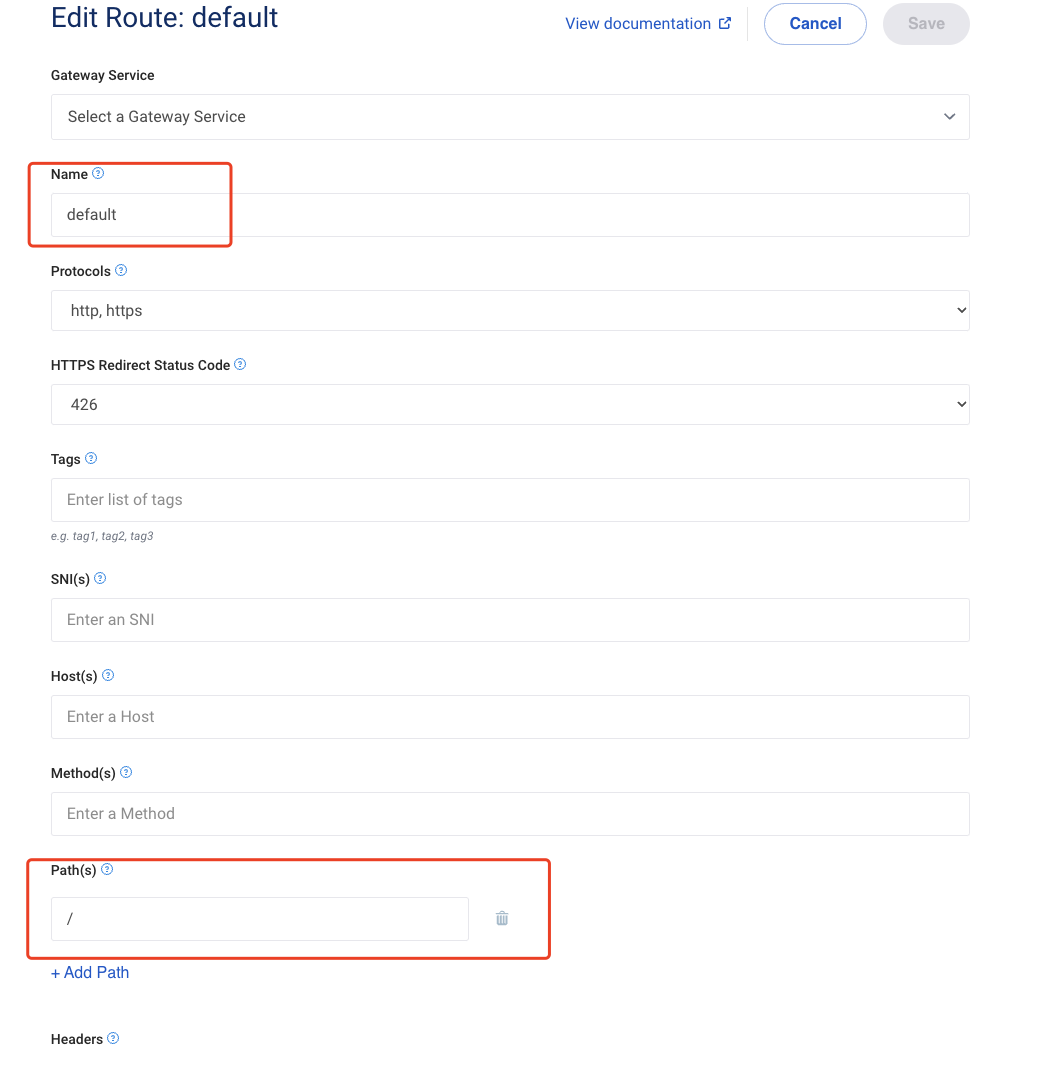 Edit Route: default
View documentation
Cancel
Save
Gateway Service
Select a Gateway Service
Name
default
Protocols
http, https
HTTPS Redirect Status Code
426
Tags
Enter list of tags
e.g. tag1, tag2, tag3
SNI(s)
Enter an SNI
Host(s)
Enter a Host
Method(s)
Enter a Method
Path(s)
/
+ Add Path
Headers